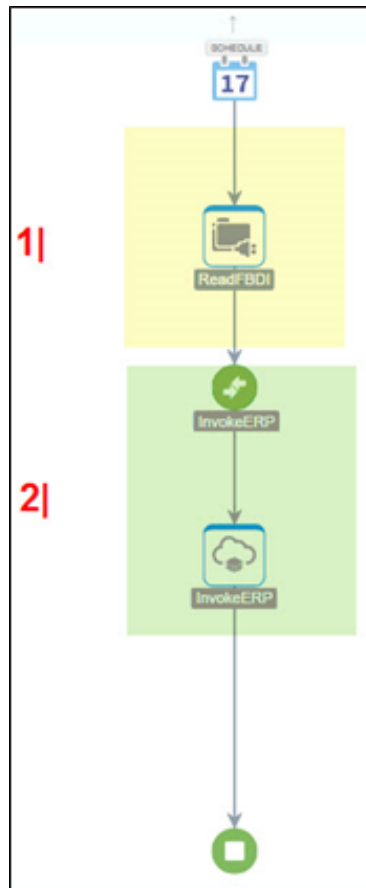 SCHEDULE
17
1|
ReadFBDI
InvokeERP
2|
InvokeERP